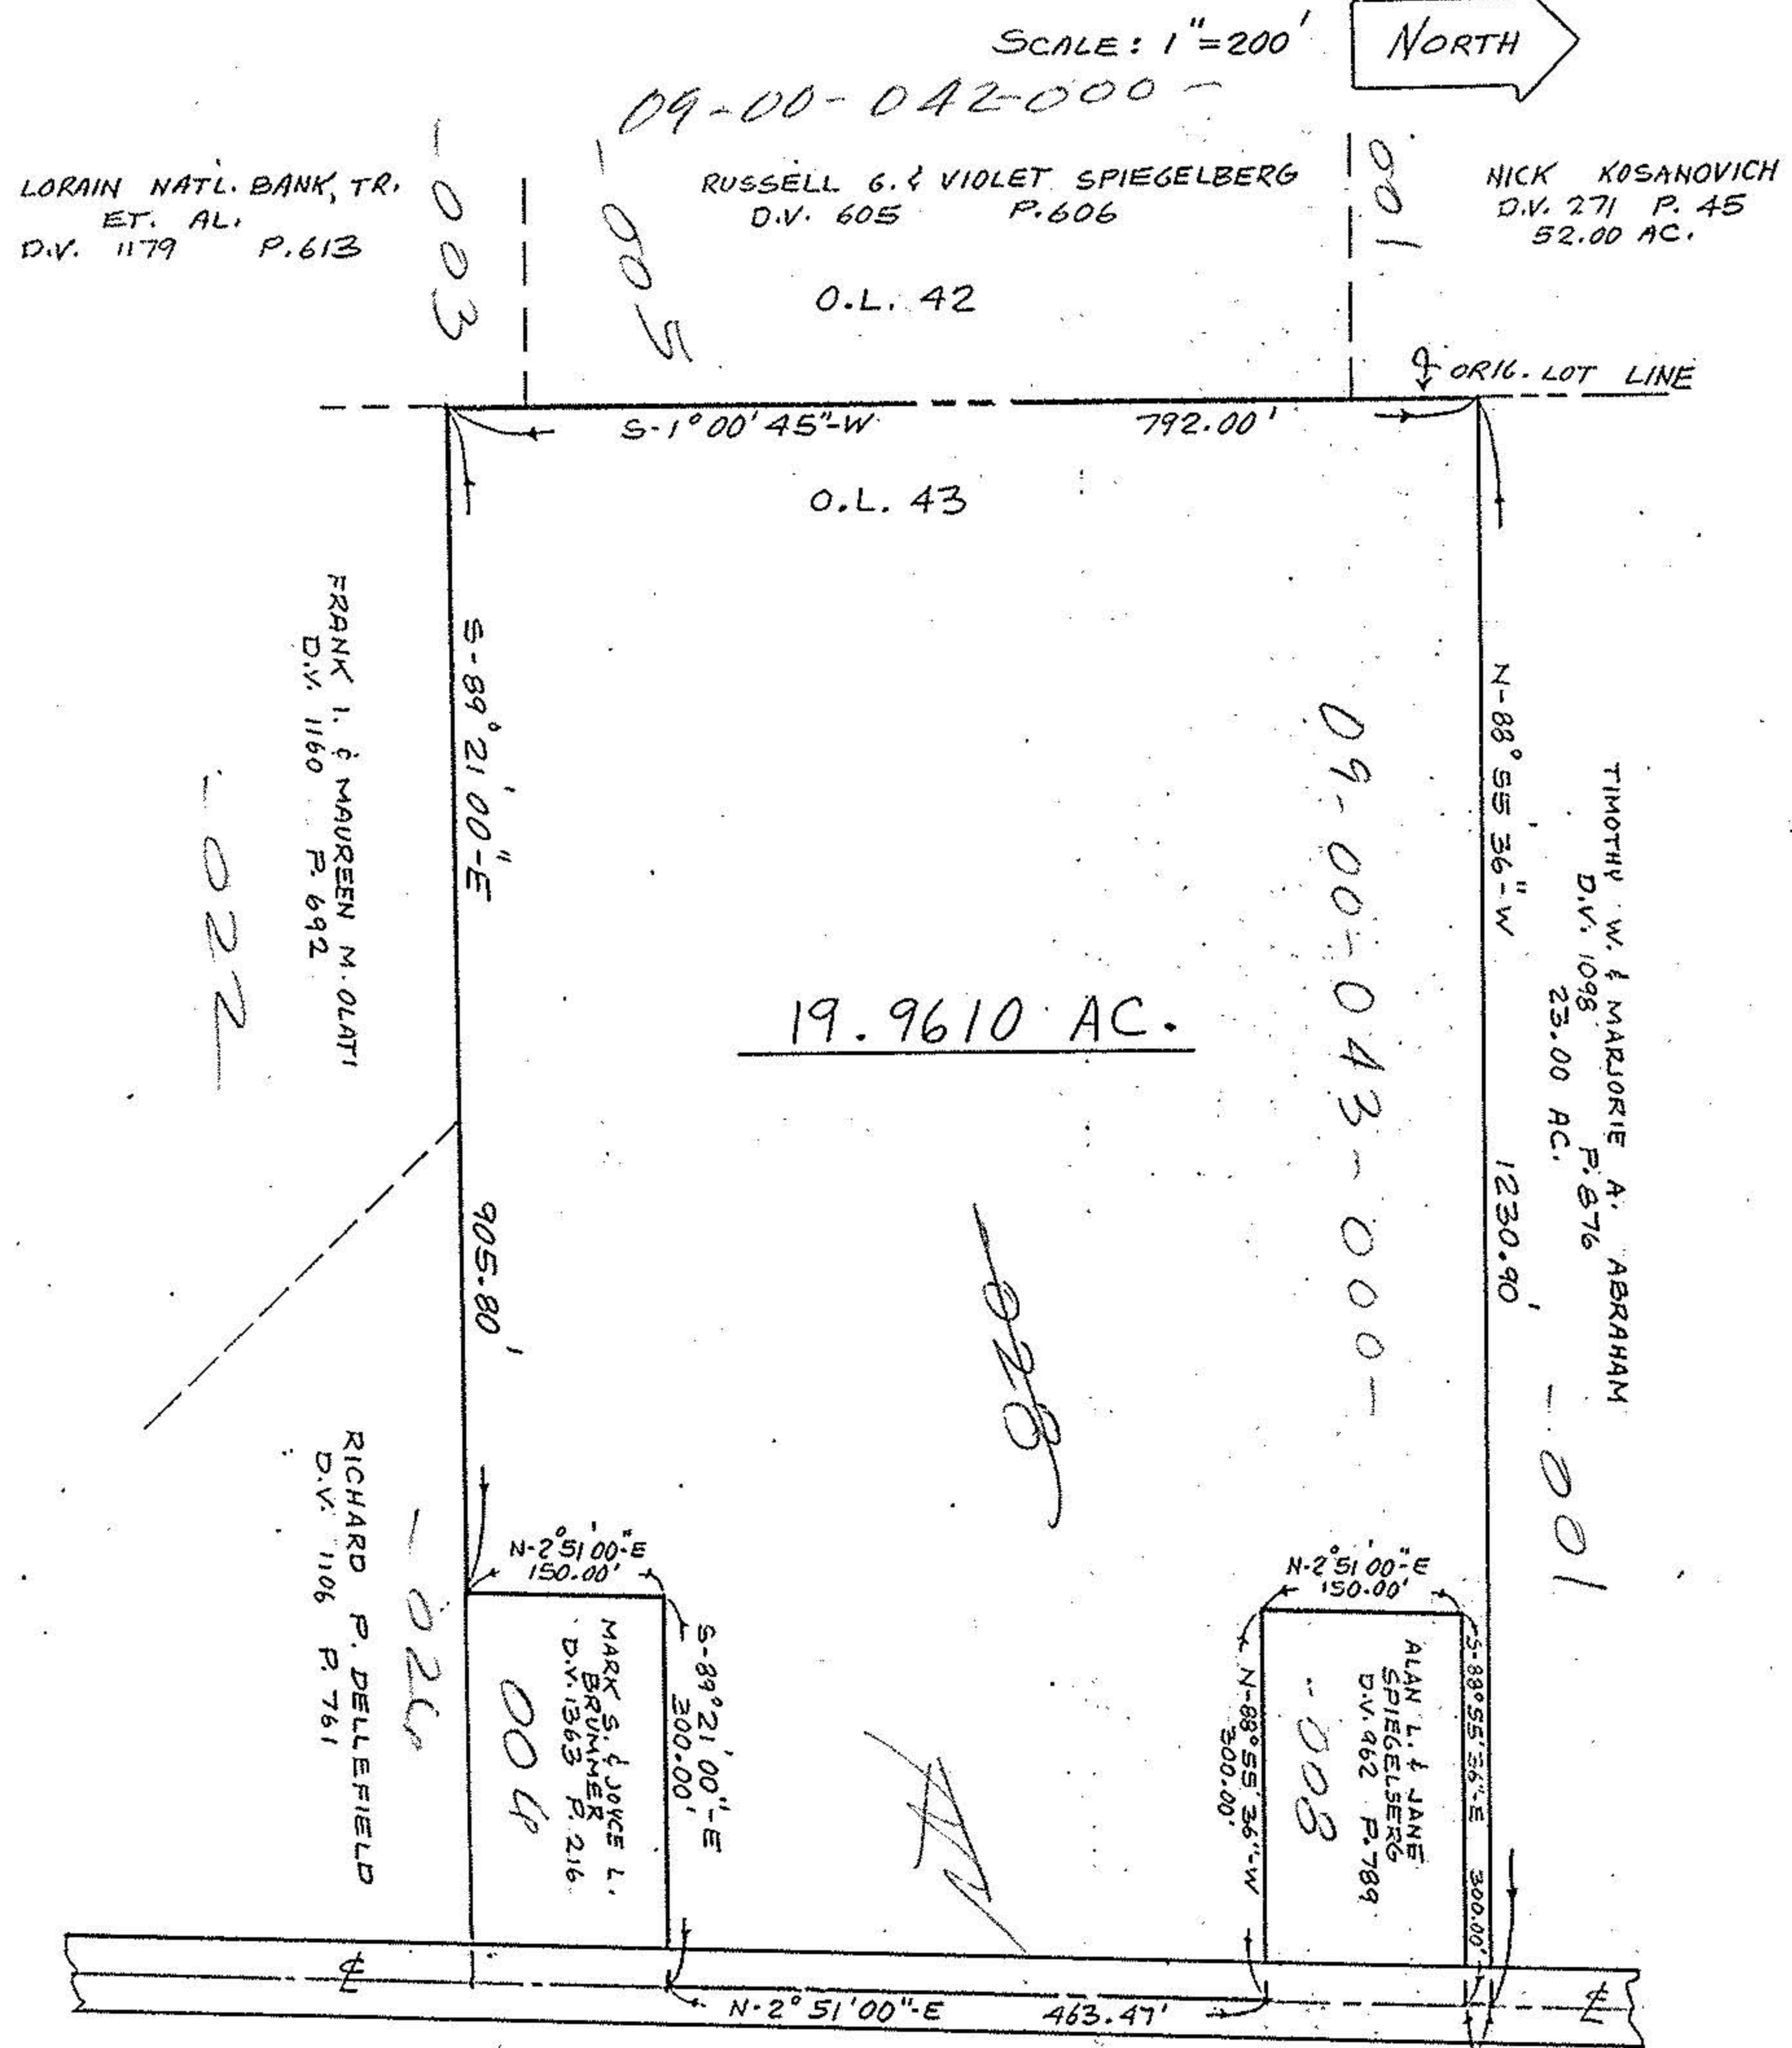 SCALE: 1"=200'
NORTH
09-00-042-000-
LORAIN NATL. BANK, TR.
ET. AL.
D.V. 1179 P.613
-003
-005
RUSSELL G. & VIOLET SPIEGELBERG
D.V. 605 P.606
001
NICK KOSANOVICH
D.V. 271 P. 45
52.00 AC.
O.L. 42
ORIG. LOT LINE
S-1°00'45"-W 792.00'
O.L. 43
FRANK I. & MAUREEN M. OLATI
D.V. 1160 P. 692
-022
S-89°21'00"-E 905.80'
09-00-043-000-
N-88°55'36"-W 1230.90'
TIMOTHY W. & MARJORIE A. ABRAHAM
D.V. 1098 P. 876
23.00 AC.
-001
19.9610 AC.
-028
RICHARD P. DELLEFIELD
D.V. 1106 P. 761
N-2°51'00"-E
150.00'
MARK S. & JOYCE L.
BRUMMER
D.V. 1363 P. 216
004
S-89°21'00"-E
300.00'
N-2°51'00"-E
150.00'
N-88°55'36"-W
300.00'
ALAN L. & JANE
SPIEGELSERG
D.V. 962 P. 789
-008
S-88°55'36"-E 300.00'
N-2°51'00"-E 463.47'